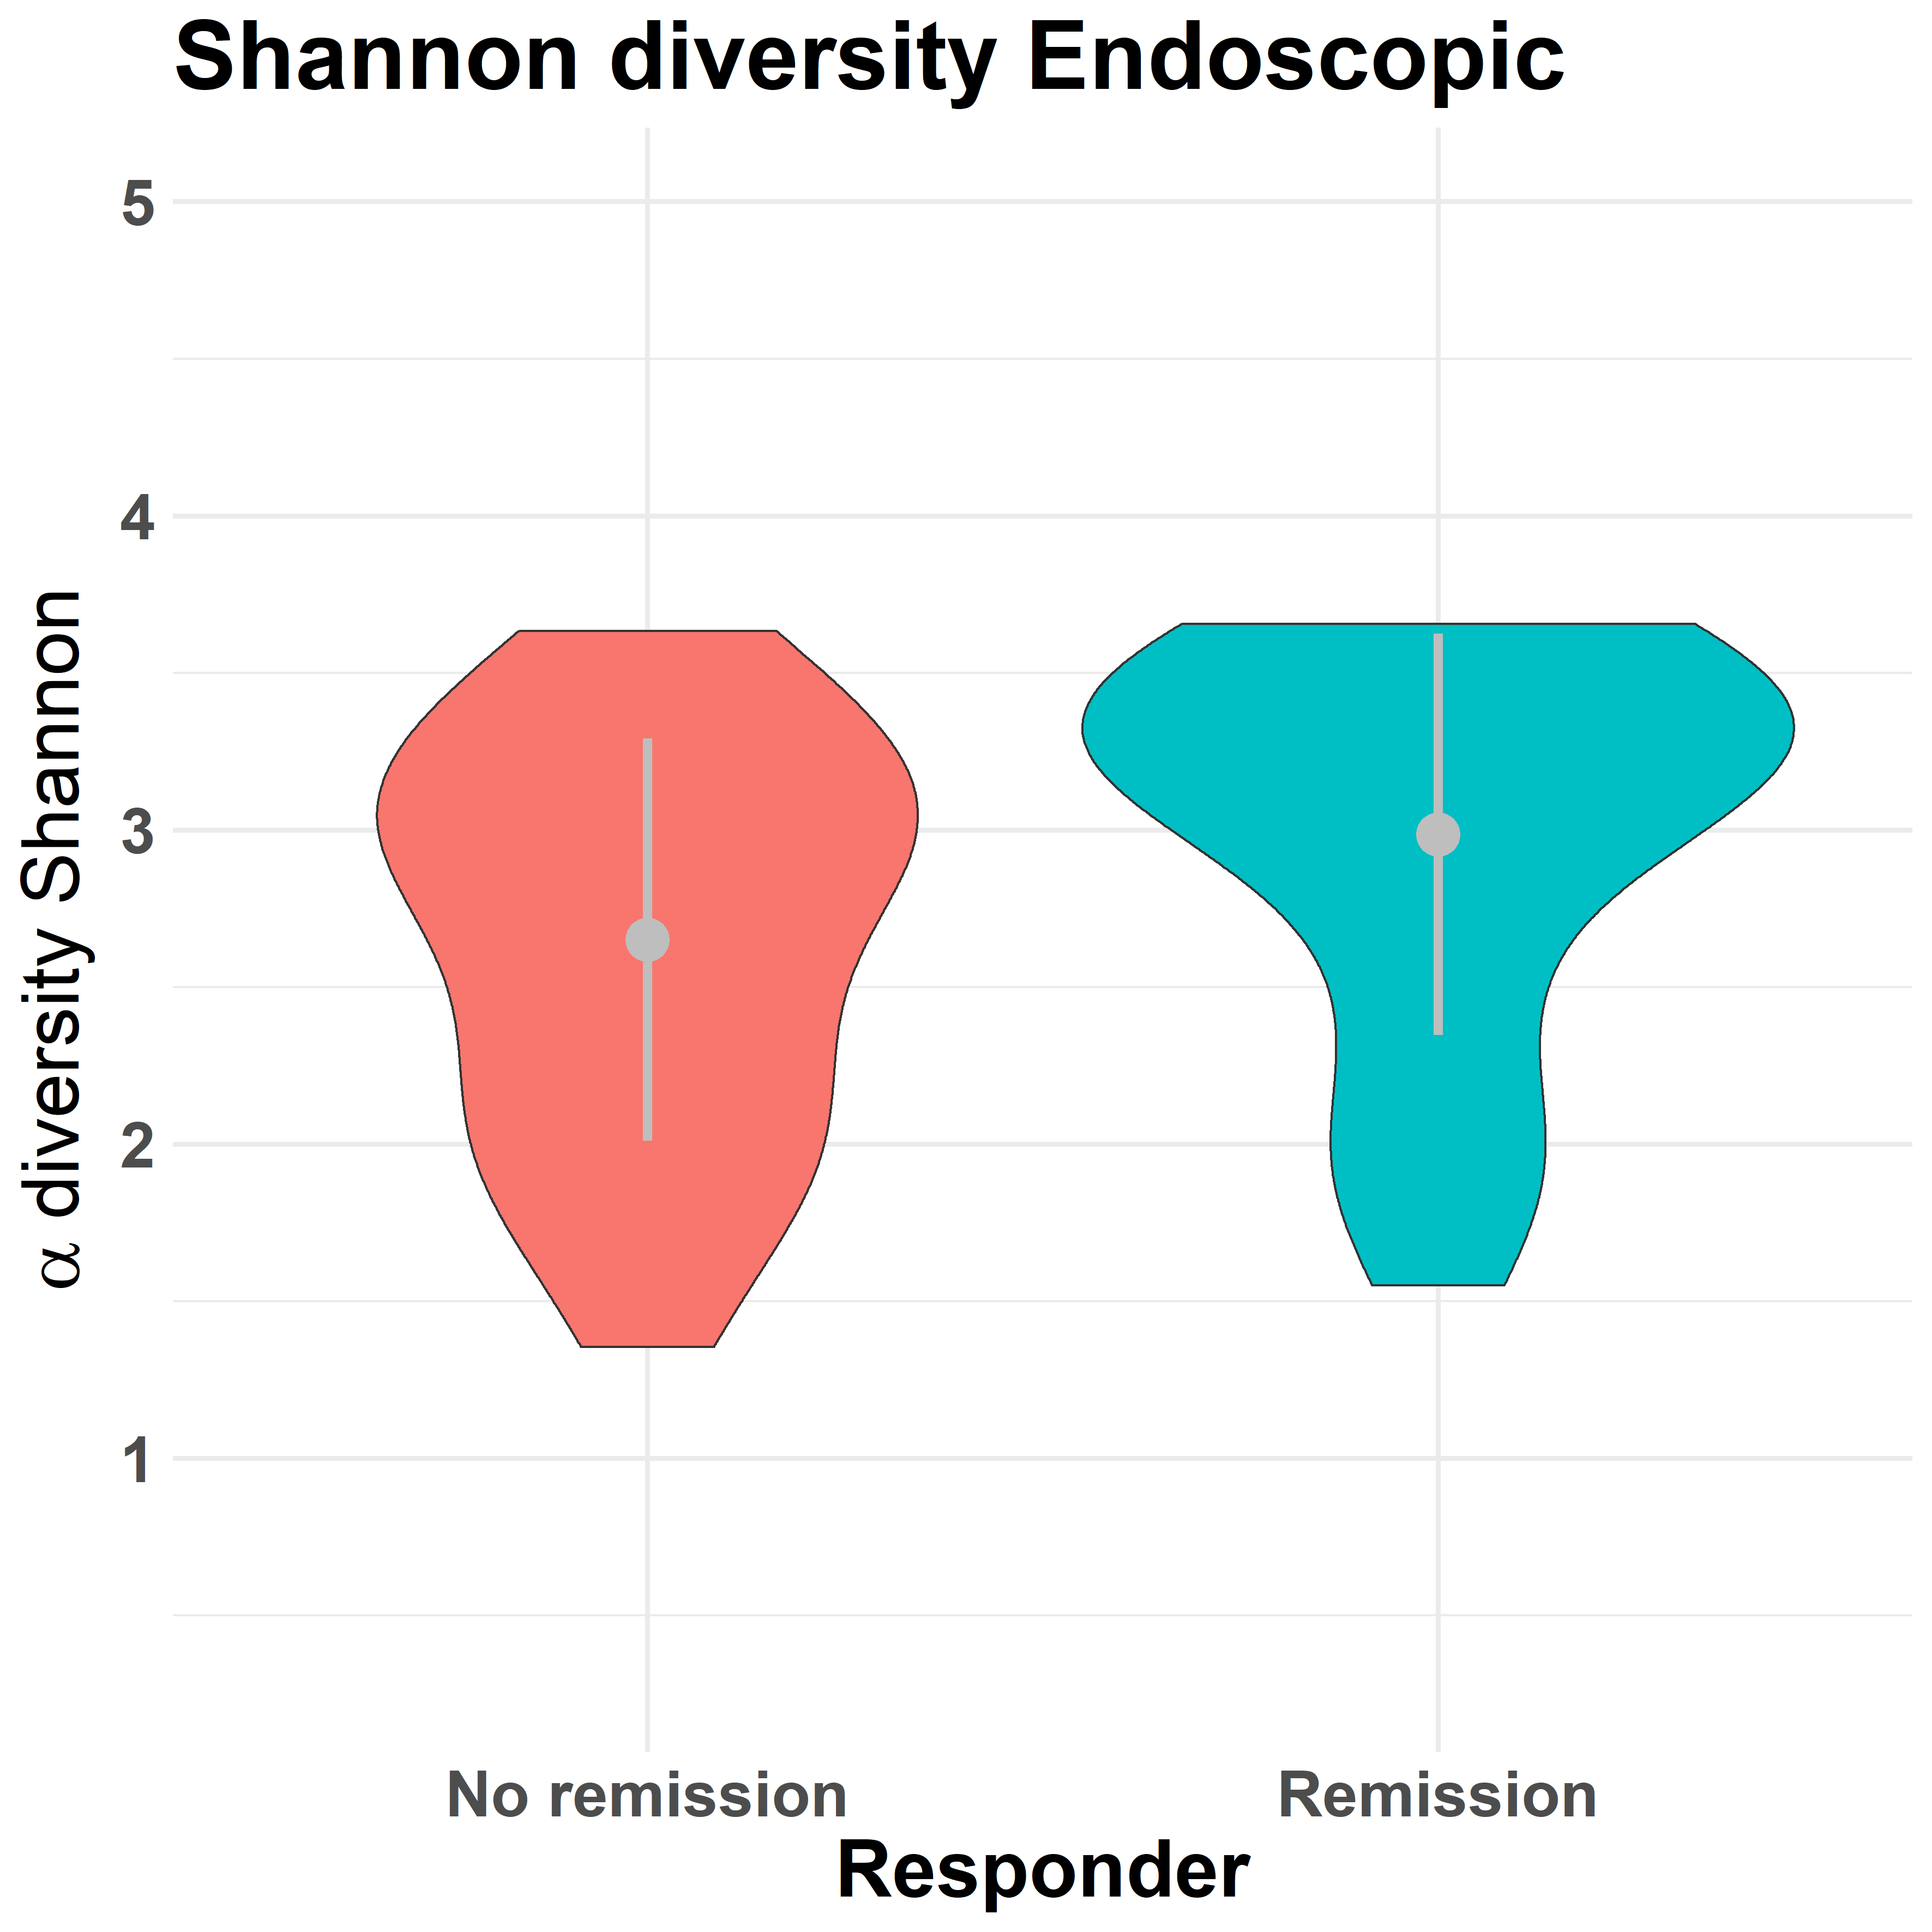 Shannon diversity Endoscopic
α diversity Shannon
5
4
3
2
1
No remission
Remission
Responder